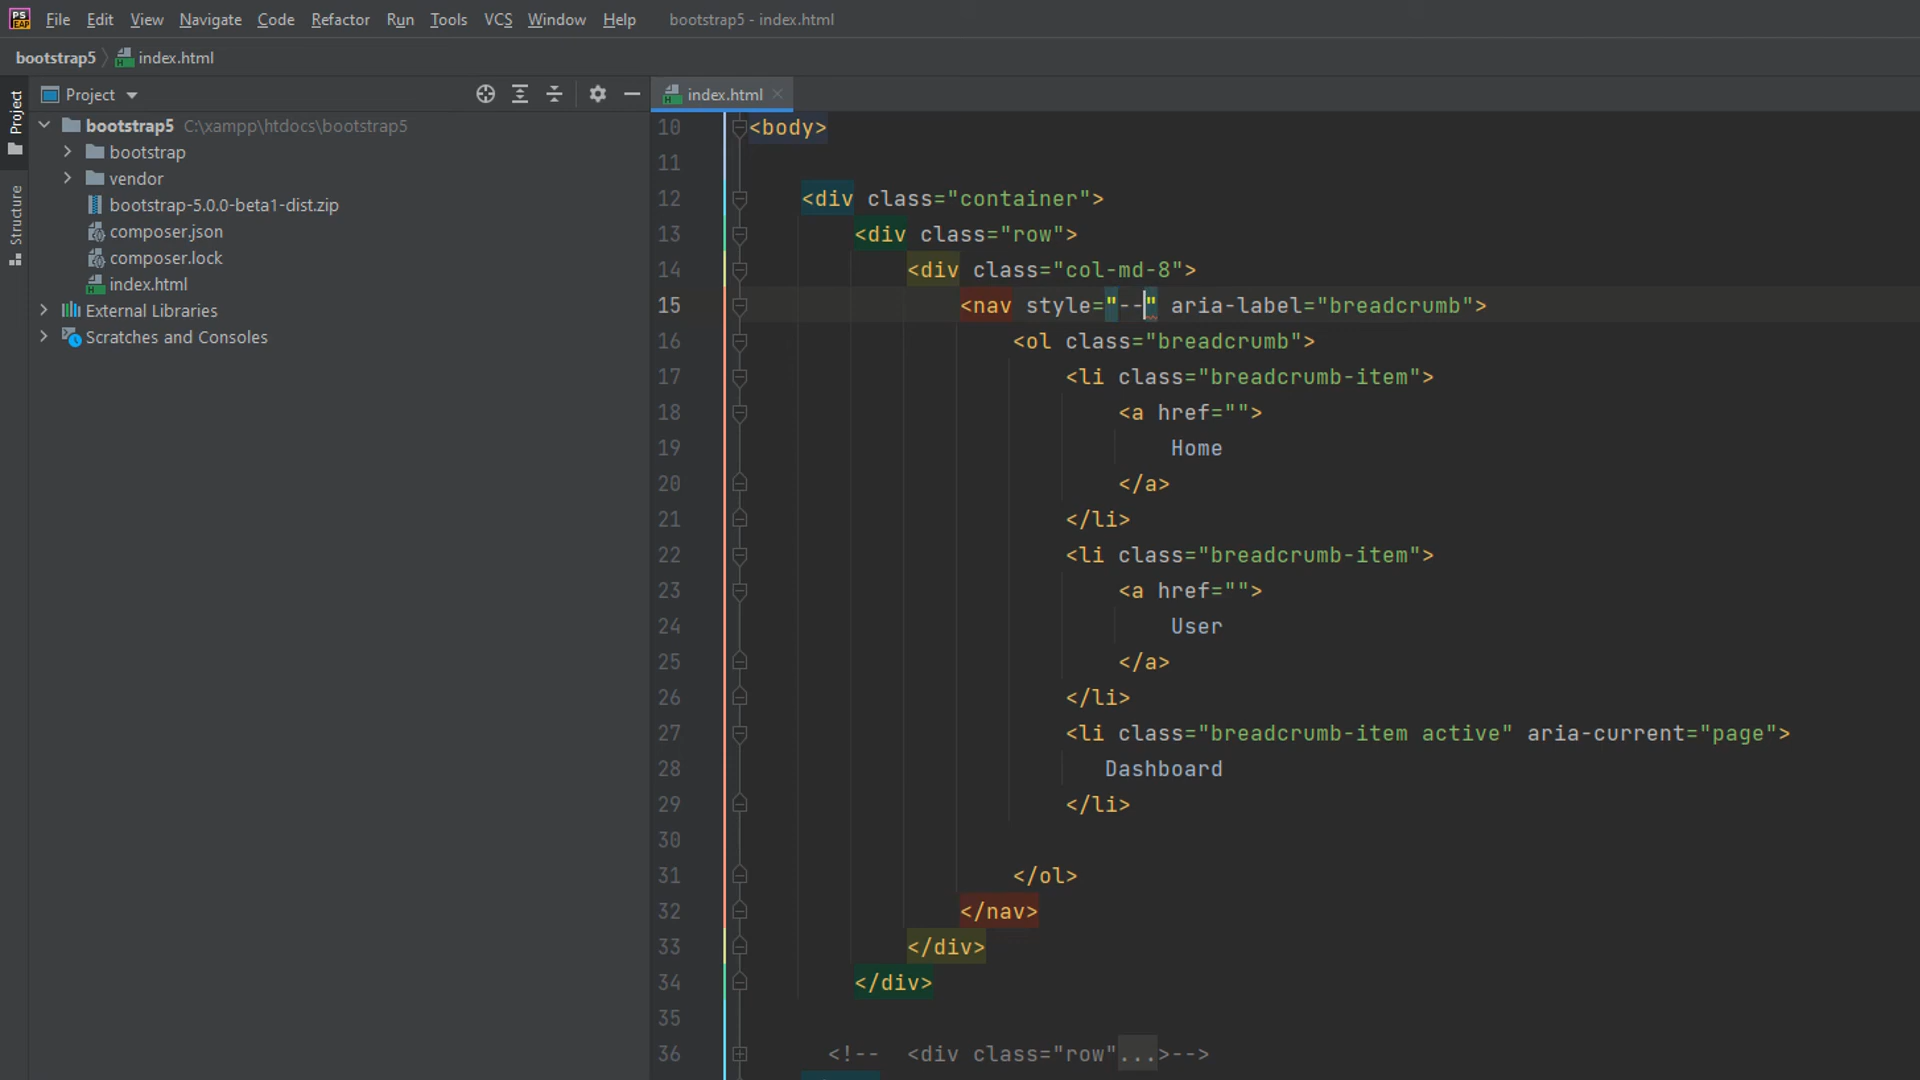 PS
EAP
File Edit View Navigate Code Refactor Run Tools VCS Window Help bootstrap5 - index.html
bootstrap5 index.html
Project
Structure
Project
bootstrap5 C:\xampp\htdocs\bootstrap5
bootstrap
vendor
bootstrap-5.0.0-beta1-dist.zip
composer.json
composer.lock
index.html
External Libraries
Scratches and Consoles
index.html
10 <body>
11
12 <div class="container">
13 <div class="row">
14 <div class="col-md-8">
15 <nav style="--" aria-label="breadcrumb">
16 <ol class="breadcrumb">
17 <li class="breadcrumb-item">
18 <a href="">
19 Home
20 </a>
21 </li>
22 <li class="breadcrumb-item">
23 <a href="">
24 User
25 </a>
26 </li>
27 <li class="breadcrumb-item active" aria-current="page">
28 Dashboard
29 </li>
30
31 </ol>
32 </nav>
33 </div>
34 </div>
35
36 <!-- <div class="row"...>-->